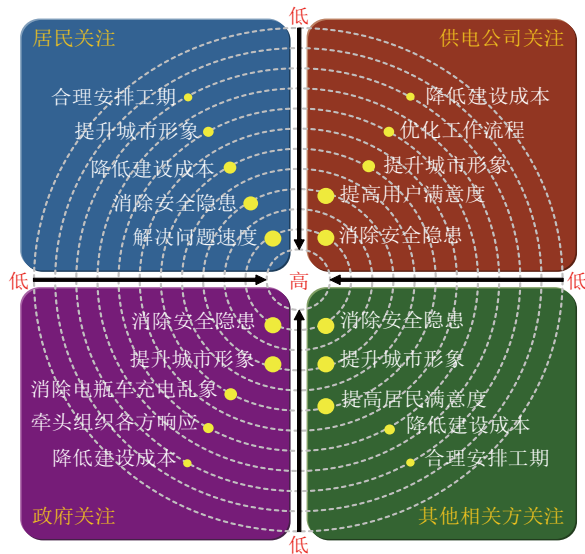 低
居民关注
供电公司关注
合理安排工期
降低建设成本
提升城市形象
优化工作流程
降低建设成本
提升城市形象
消除安全隐患
提高用户满意度
解决问题速度
消除安全隐患
低
高
低
消除安全隐患
消除安全隐患
提升城市形象
提升城市形象
消除电瓶车充电乱象
提高居民满意度
牵头组织各方响应
降低建设成本
降低建设成本
合理安排工期
政府关注
其他相关方关注
低